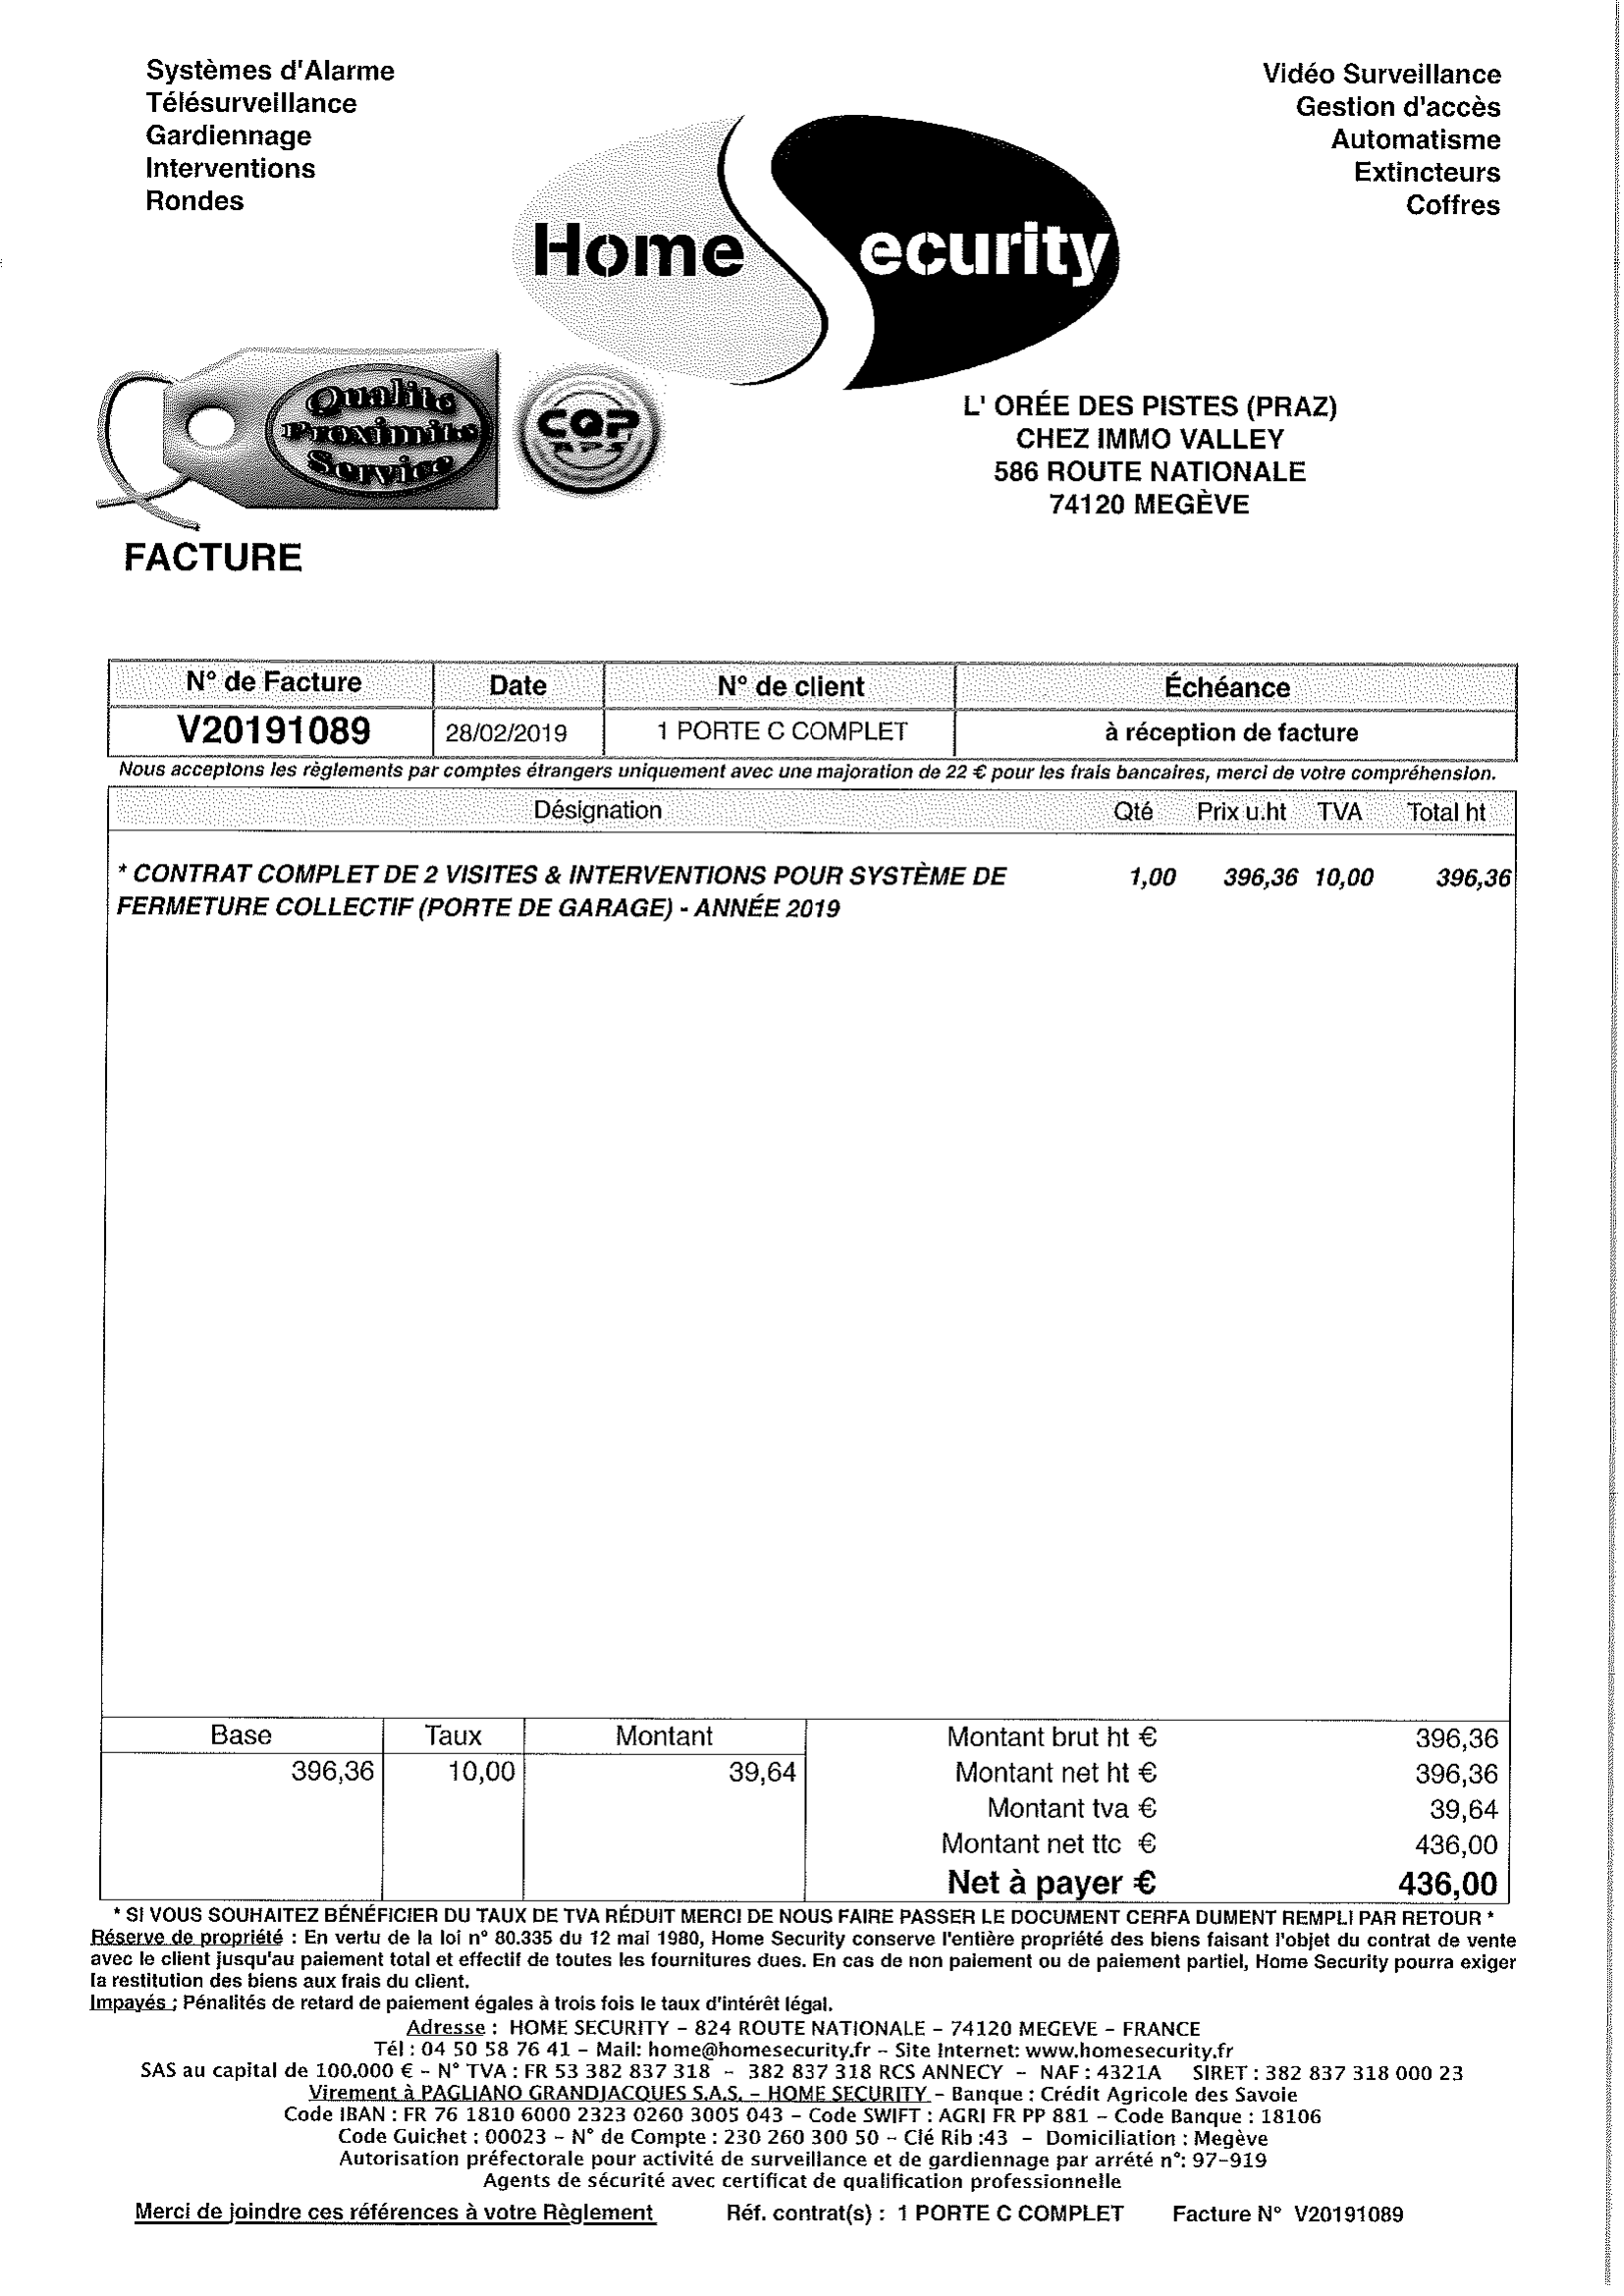 Systèmes d'Alarme
Télésurveillance
Gardiennage
Interventions
Rondes
Vidéo Surveillance
Gestion d'accès
Automatisme
Extincteurs
Coffres
Home Security
Qualité
Proximité
Service
CQP
APS
L' ORÉE DES PISTES (PRAZ)
CHEZ IMMO VALLEY
586 ROUTE NATIONALE
74120 MEGÈVE
FACTURE
N° de Facture Date N° de client Échéance
V20191089 28/02/2019 1 PORTE C COMPLET à réception de facture
Nous acceptons les règlements par comptes étrangers uniquement avec une majoration de 22 € pour les frais bancaires, merci de votre compréhension.
Désignation Qté Prix u.ht TVA Total ht
* CONTRAT COMPLET DE 2 VISITES & INTERVENTIONS POUR SYSTÈME DE 1,00 396,36 10,00 396,36
FERMETURE COLLECTIF (PORTE DE GARAGE) - ANNÉE 2019
Base Taux Montant Montant brut ht € 396,36
396,36 10,00 39,64 Montant net ht € 396,36
Montant tva € 39,64
Montant net ttc € 436,00
Net à payer € 436,00
* SI VOUS SOUHAITEZ BÉNÉFICIER DU TAUX DE TVA RÉDUIT MERCI DE NOUS FAIRE PASSER LE DOCUMENT CERFA DUMENT REMPLI PAR RETOUR *
Réserve de propriété : En vertu de la loi n° 80.335 du 12 mai 1980, Home Security conserve l'entière propriété des biens faisant l'objet du contrat de vente
avec le client jusqu'au paiement total et effectif de toutes les fournitures dues. En cas de non paiement ou de paiement partiel, Home Security pourra exiger
la restitution des biens aux frais du client.
Impayés : Pénalités de retard de paiement égales à trois fois le taux d'intérêt légal.
Adresse : HOME SECURITY – 824 ROUTE NATIONALE – 74120 MEGEVE – FRANCE
Tél : 04 50 58 76 41 – Mail: home@homesecurity.fr – Site Internet: www.homesecurity.fr
SAS au capital de 100.000 € – N° TVA : FR 53 382 837 318 – 382 837 318 RCS ANNECY – NAF : 4321A SIRET : 382 837 318 000 23
Virement à PAGLIANO GRANDJACQUES S.A.S. – HOME SECURITY – Banque : Crédit Agricole des Savoie
Code IBAN : FR 76 1810 6000 2323 0260 3005 043 – Code SWIFT : AGRI FR PP 881 – Code Banque : 18106
Code Guichet : 00023 – N° de Compte : 230 260 300 50 – Clé Rib :43 – Domiciliation : Megève
Autorisation préfectorale pour activité de surveillance et de gardiennage par arrété n°: 97-919
Agents de sécurité avec certificat de qualification professionnelle
Merci de joindre ces références à votre Règlement Réf. contrat(s) : 1 PORTE C COMPLET Facture N° V20191089